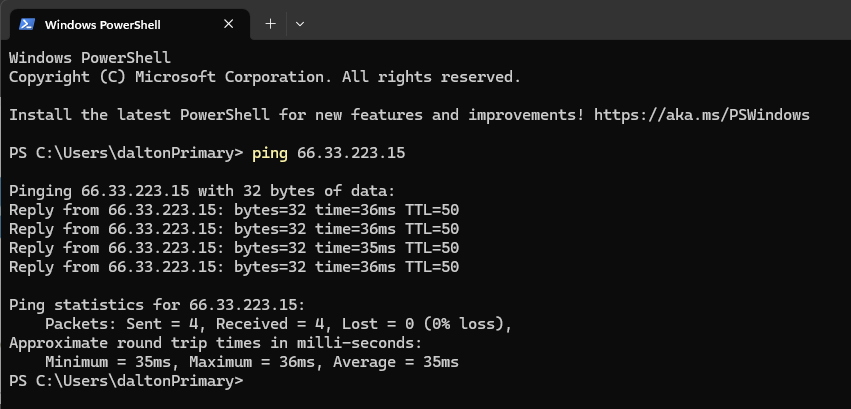 Windows PowerShell
Windows PowerShell
Copyright (C) Microsoft Corporation. All rights reserved.
Install the latest PowerShell for new features and improvements! https://aka.ms/PSWindows
PS C:\Users\daltonPrimary> ping 66.33.223.15
Pinging 66.33.223.15 with 32 bytes of data:
Reply from 66.33.223.15: bytes=32 time=36ms TTL=50
Reply from 66.33.223.15: bytes=32 time=36ms TTL=50
Reply from 66.33.223.15: bytes=32 time=35ms TTL=50
Reply from 66.33.223.15: bytes=32 time=36ms TTL=50
Ping statistics for 66.33.223.15:
    Packets: Sent = 4, Received = 4, Lost = 0 (0% loss),
Approximate round trip times in milli-seconds:
    Minimum = 35ms, Maximum = 36ms, Average = 35ms
PS C:\Users\daltonPrimary>